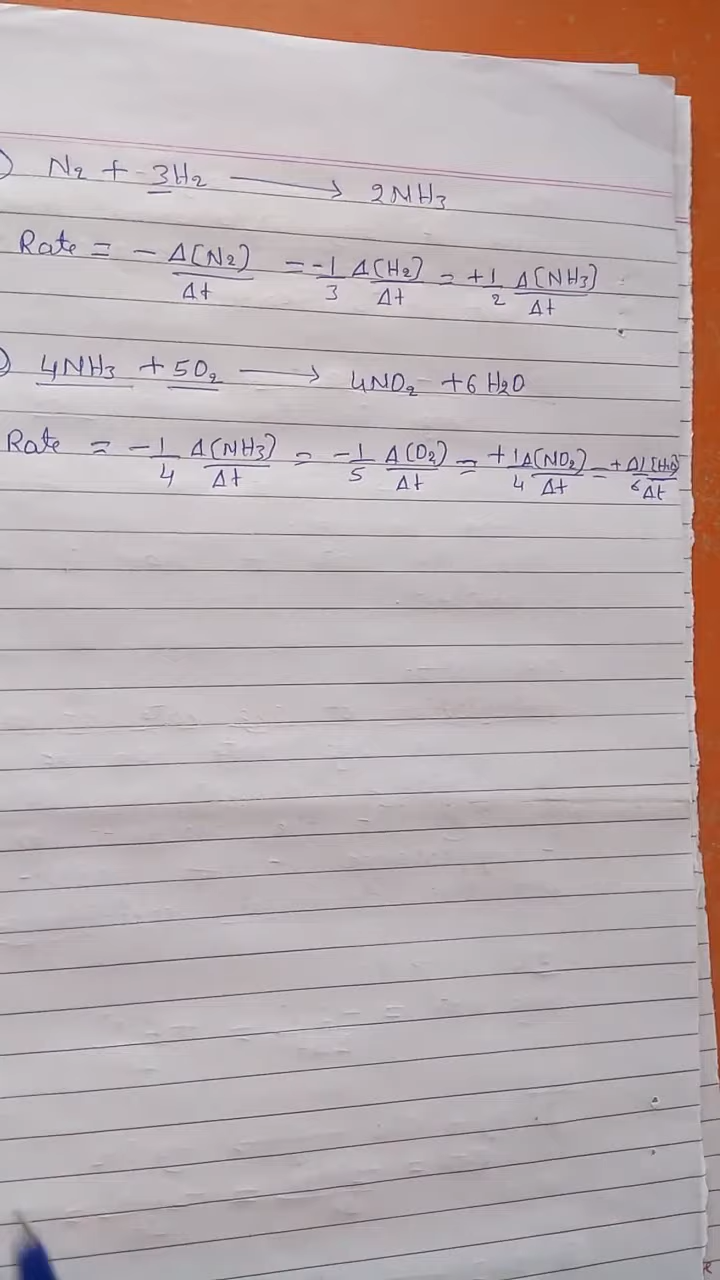 ) N₂ + 3H₂ ⟶ 2NH₃
Rate = - Δ[N₂]/Δt = -1/3 Δ[H₂]/Δt = +1/2 Δ[NH₃]/Δt
) 4NH₃ + 5O₂ ⟶ 4NO₂ + 6H₂O
Rate = -1/4 Δ[NH₃]/Δt = -1/5 Δ[O₂]/Δt = +1/4 Δ[NO₂]/Δt = +Δ1/6 [H₂O]/Δt